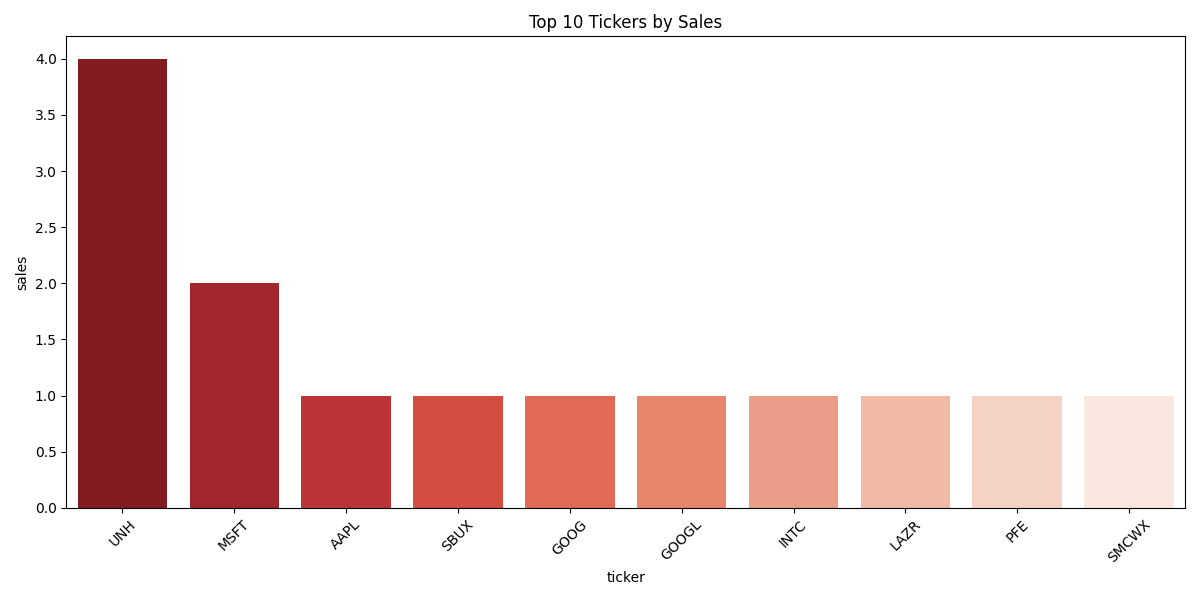 Top 10 Tickers by Sales
sales
4.0
3.5
3.0
2.5
2.0
1.5
1.0
0.5
0.0
UNH
MSFT
AAPL
SBUX
GOOG
GOOGL
INTC
LAZR
PFE
SMCWX
ticker